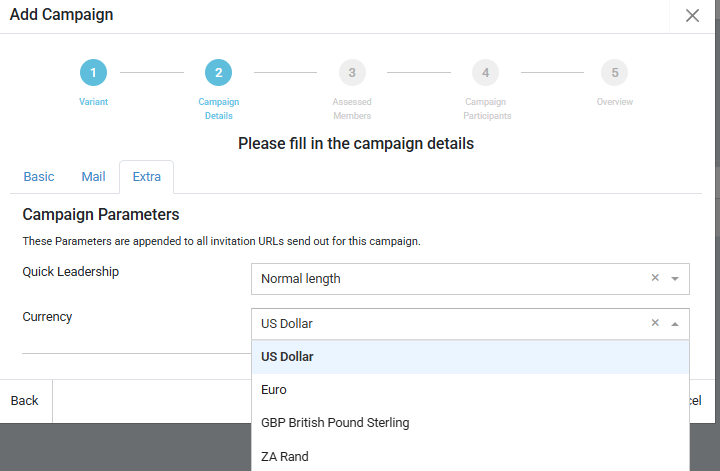 Add Campaign
1
2
3
4
5
Variant
Campaign
Details
Assessed
Members
Campaign
Participants
Overview
Please fill in the campaign details
Basic
Mail
Extra
Campaign Parameters
These Parameters are appended to all invitation URLs send out for this campaign.
Quick Leadership
Normal length
Currency
US Dollar
US Dollar
Euro
GBP British Pound Sterling
ZA Rand
Back
cel